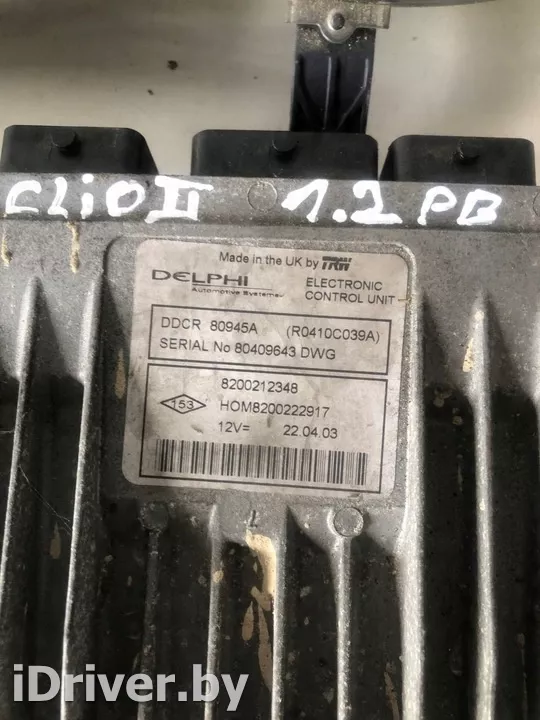 CLIO II 1.2 PB
Made in the UK by TRW
DELPHI
Automotive Systems
ELECTRONIC
CONTROL UNIT
DDCR 80945A (R0410C039A)
SERIAL No 80409643 DWG
8200212348
153
HOM8200222917
12V= 22.04.03
iDriver.by